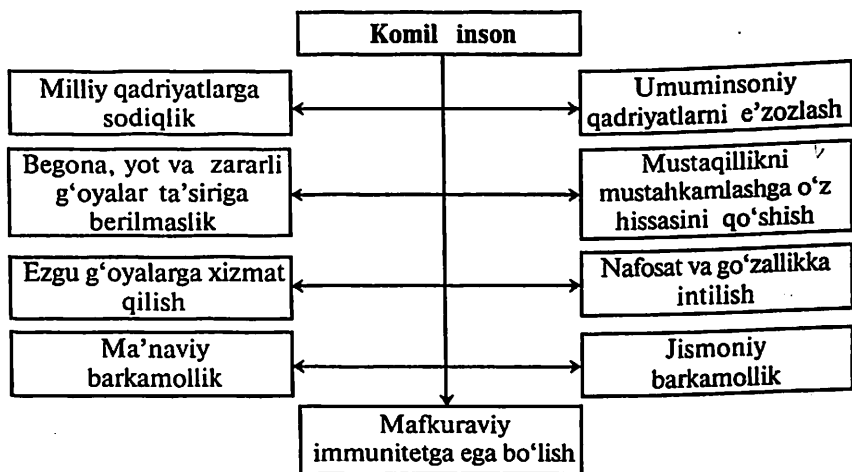 Komil inson
Milliy qadriyatlarga
sodiqlik
Umuminsoniy
qadriyatlarni e’zozlash
Begona, yot va zararli
g‘oyalar ta’siriga
berilmaslik
Mustaqillikni
mustahkamlashga o‘z
hissasini qo‘shish
Ezgu g‘oyalarga xizmat
qilish
Nafosat va go‘zallikka
intilish
Ma’naviy
barkamollik
Jismoniy
barkamollik
Mafkuraviy
immunitetga ega bo‘lish